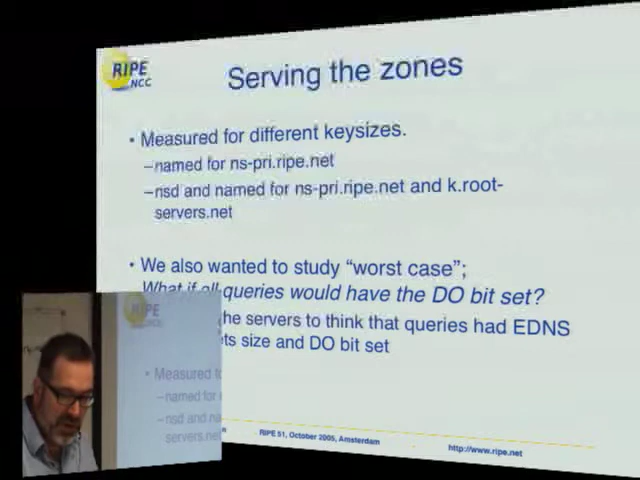 RIPE
NCC
Serving the zones
• Measured for different keysizes.
–named for ns-pri.ripe.net
–nsd and named for ns-pri.ripe.net and k.root-
servers.net
• We also wanted to study “worst case”;
What if all queries would have the DO bit set?
he servers to think that queries had EDNS
ts size and DO bit set
RIPE
NCC
• Measured
–named for
–nsd and na
servers.ne
RIPE 51, October 2005, Amsterdam
http://www.ripe.net